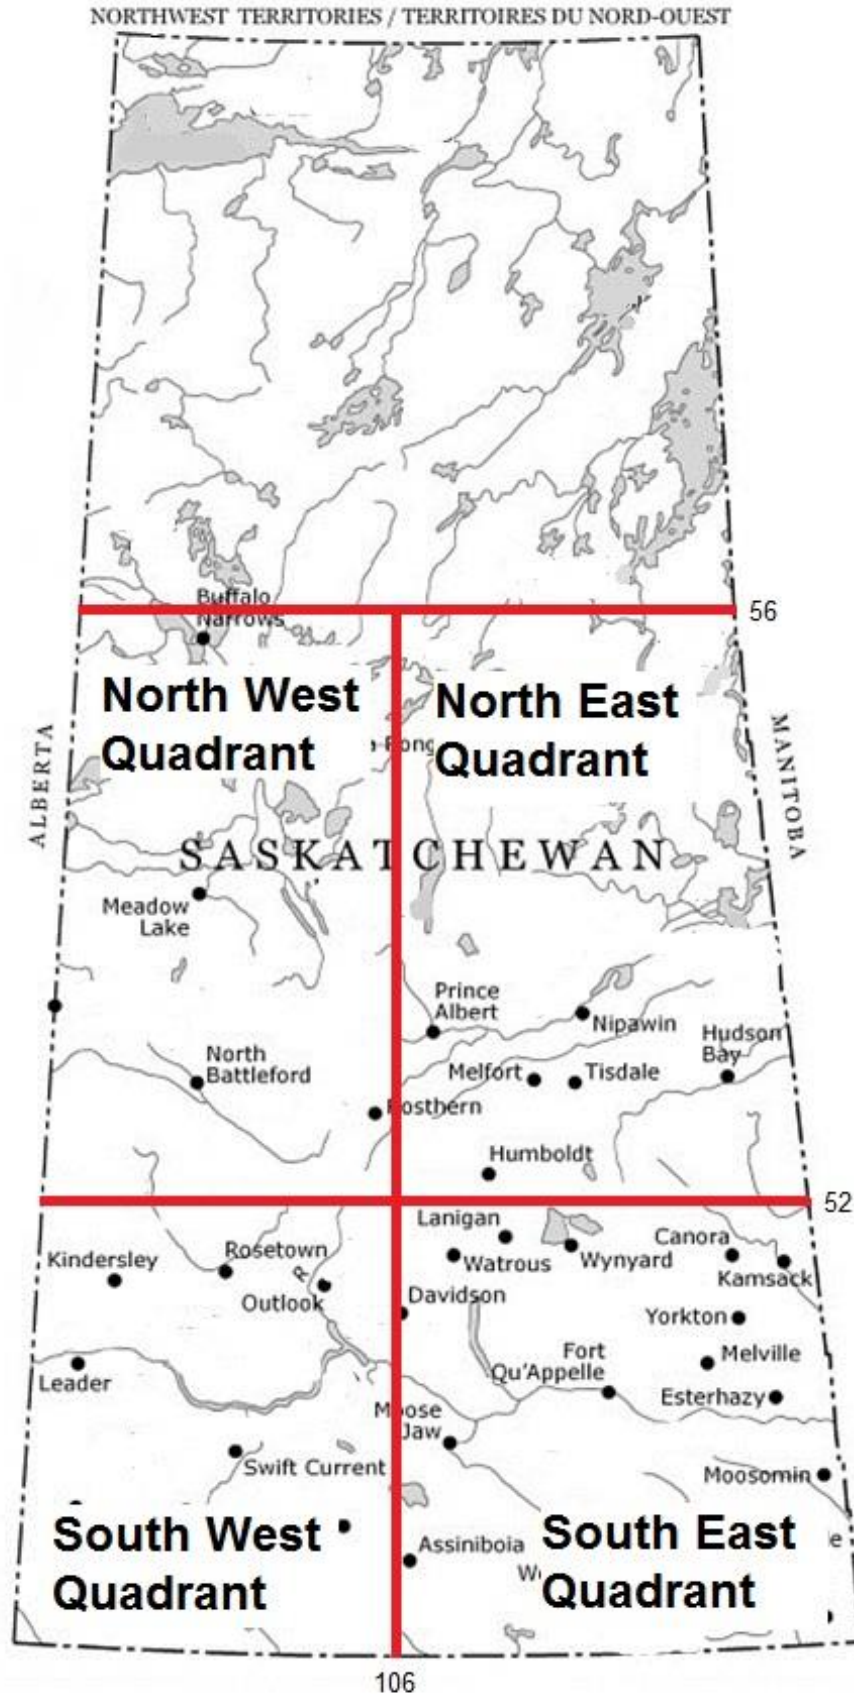 NORTHWEST TERRITORIES / TERRITOIRES DU NORD-OUEST
Buffalo
Narrows
56
North West
Quadrant
North East
Quadrant
ALBERTA
MANITOBA
SASKATCHEWAN
Meadow
Lake
Prince
Albert
Nipawin
Hudson
Bay
North
Battleford
Melfort
Tisdale
Rosthern
Humboldt
52
Lanigan
Watrous
Wynyard
Canora
Kamsack
Kindersley
Rosetown
R
Outlook
Davidson
Yorkton
Leader
Fort
Qu'Appelle
Melville
Esterhazy
Moose
Jaw
Swift Current
Moosomin
South West
Quadrant
Assiniboia
South East
Quadrant
106